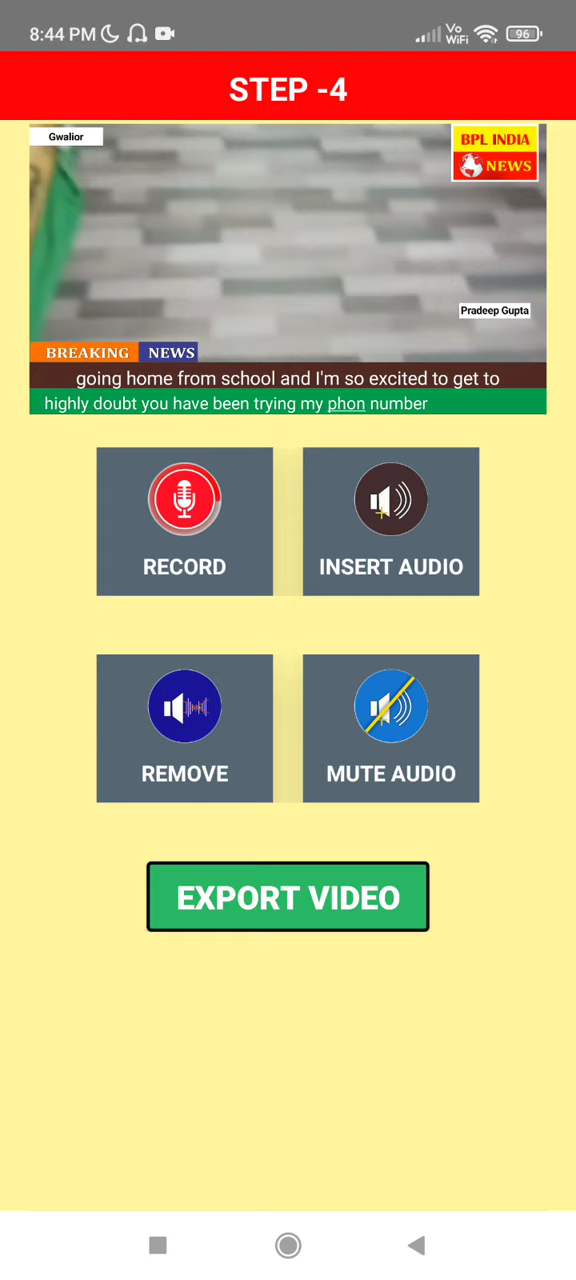 8:44 PM
Vo
WiFi
96
STEP -4
Gwalior
BPL INDIA
NEWS
Pradeep Gupta
BREAKING NEWS
going home from school and I'm so excited to get to
highly doubt you have been trying my phon number
RECORD
INSERT AUDIO
REMOVE
MUTE AUDIO
EXPORT VIDEO